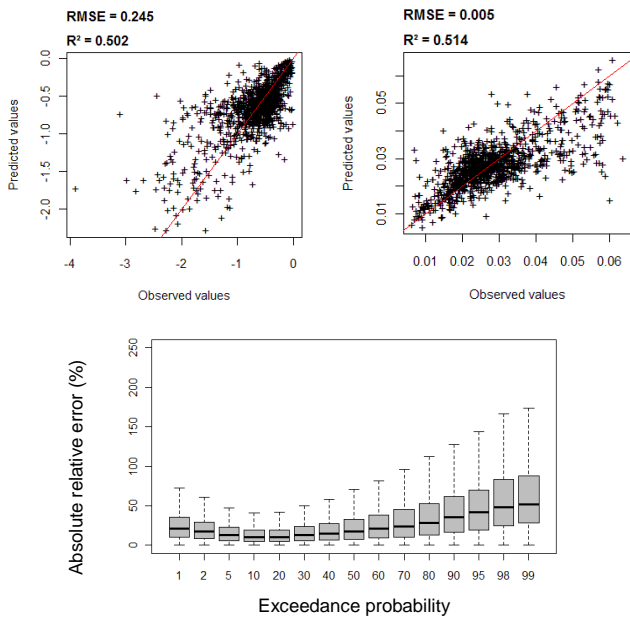 RMSE = 0.245
R² = 0.502
Predicted values
0.0
-0.5
-1.0
-1.5
-2.0
-4 -3 -2 -1 0
Observed values
RMSE = 0.005
R² = 0.514
Predicted values
0.05
0.03
0.01
0.01 0.02 0.03 0.04 0.05 0.06
Observed values
Absolute relative error (%)
250
200
150
100
50
0
1 2 5 10 20 30 40 50 60 70 80 90 95 98 99
Exceedance probability